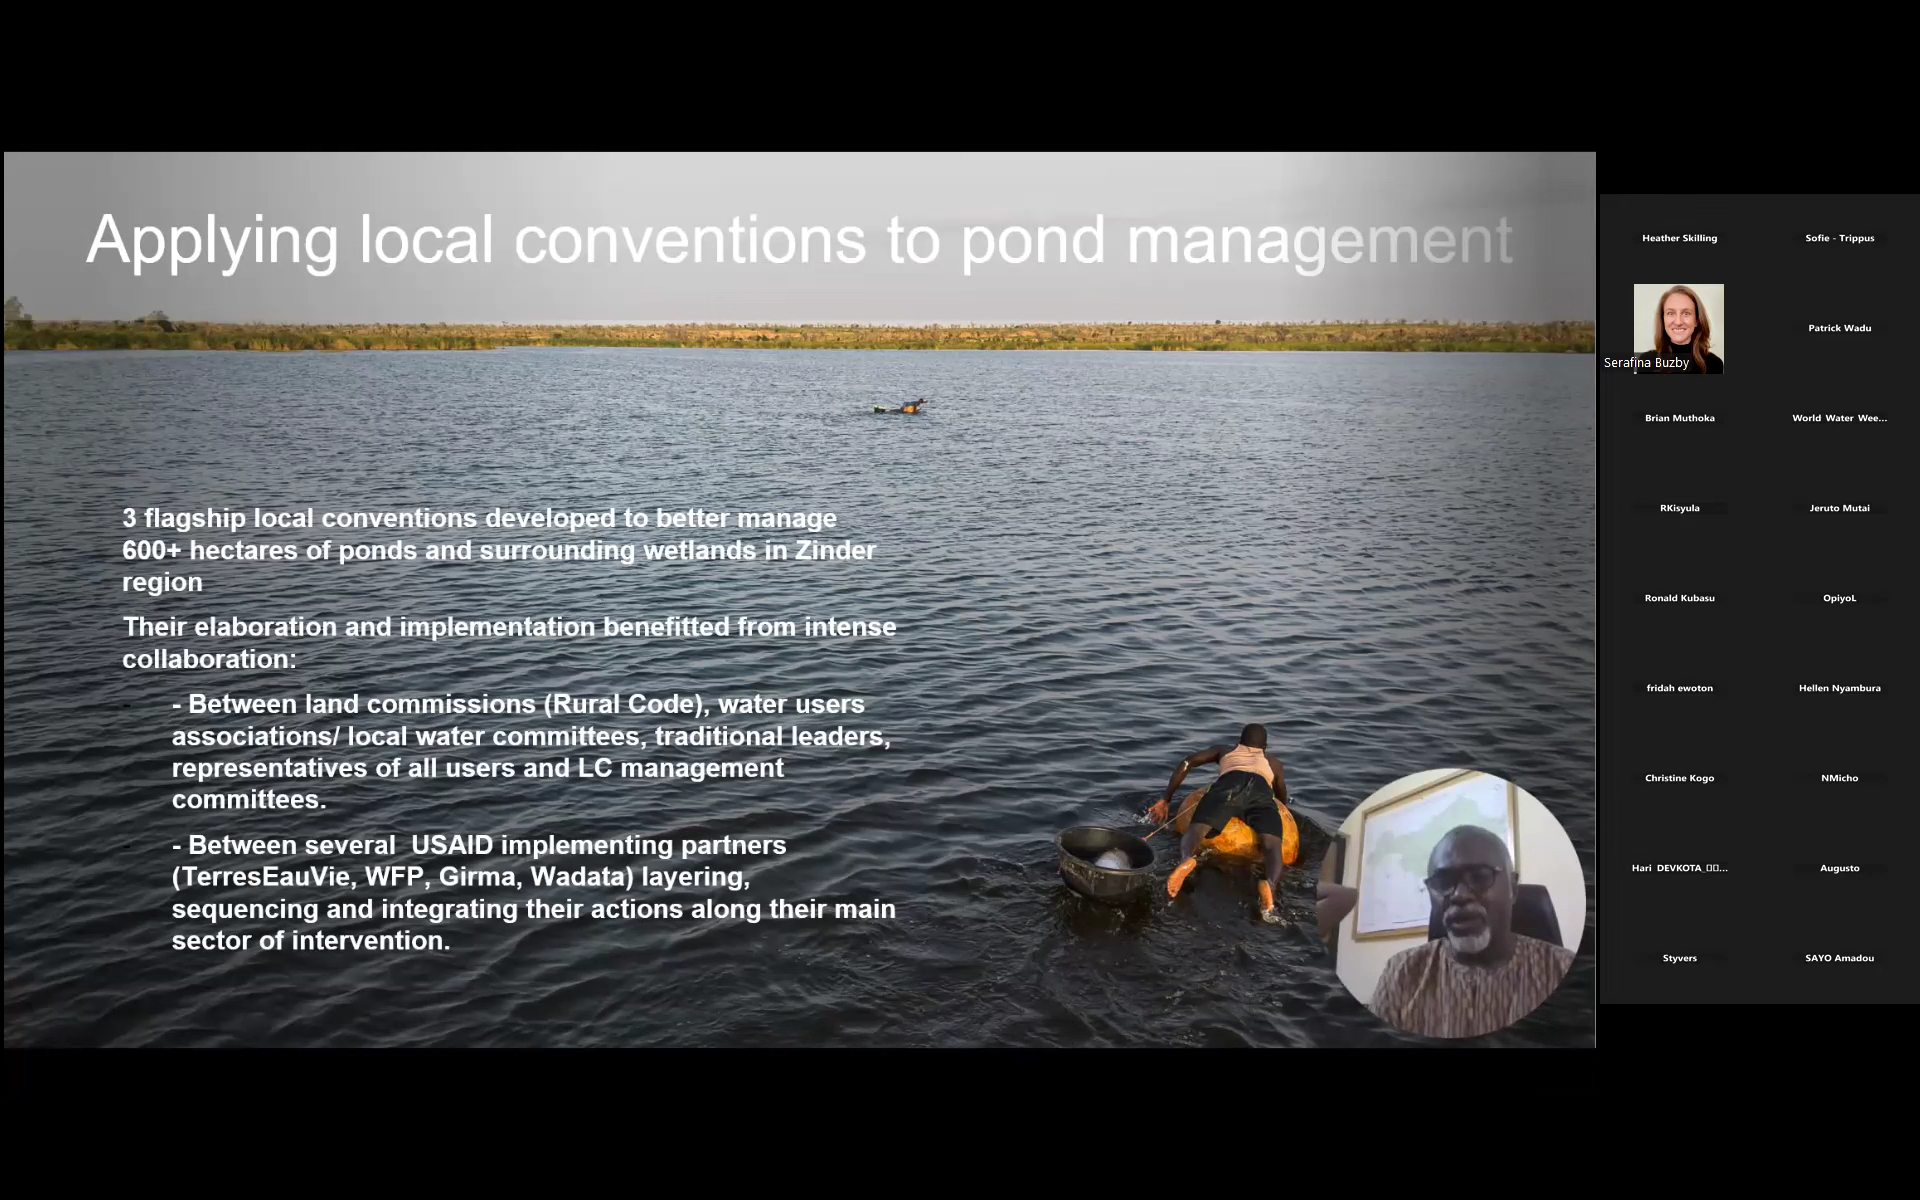 Applying local conventions to pond management
3 flagship local conventions developed to better manage
600+ hectares of ponds and surrounding wetlands in Zinder
region
Their elaboration and implementation benefitted from intense
collaboration:
- Between land commissions (Rural Code), water users
associations/ local water committees, traditional leaders,
representatives of all users and LC management
committees.
- Between several  USAID implementing partners
(TerresEauVie, WFP, Girma, Wadata) layering,
sequencing and integrating their actions along their main
sector of intervention.
Heather Skilling
Sofie - Trippus
Serafina Buzby
Patrick Wadu
Brian Muthoka
World Water Wee...
RKisyula
Jeruto Mutai
Ronald Kubasu
OpiyoL
fridah ewoton
Hellen Nyambura
Christine Kogo
NMicho
Hari DEVKOTA_▯▯...
Augusto
Styvers
SAYO Amadou